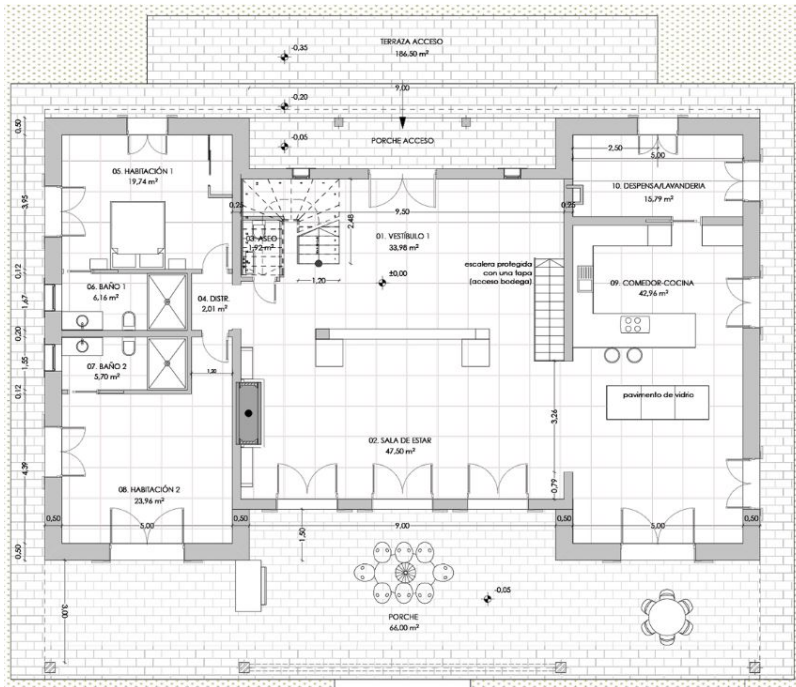 TERRAZA ACCESO
186.50 m²
-0,35
9,00
-0,20
-0,05
PORCHE ACCESO
0,50
2,50
5,00
05. HABITACIÓN 1
19,74 m²
10. DESPENSA/LAVANDERIA
15,79 m²
0,25
9,50
0,25
2,48
3,95
03. ASEO
1,92 m²
01. VESTÍBULO 1
33,98 m²
±0,00
escalera protegida
con una tapa
(acceso bodega)
1,20
0,12
06. BAÑO 1
6,16 m²
04. DISTR.
2,01 m²
09. COMEDOR-COCINA
42,96 m²
1,67
0,20
07. BAÑO 2
5,70 m²
1,55
1,20
0,12
pavimento de vidrio
3,26
02. SALA DE ESTAR
47,50 m²
4,39
08. HABITACIÓN 2
23,96 m²
0,79
0,50
5,00
0,50
9,00
0,50
5,00
0,50
1,50
0,50
3,00
-0,05
PORCHE
66,00 m²